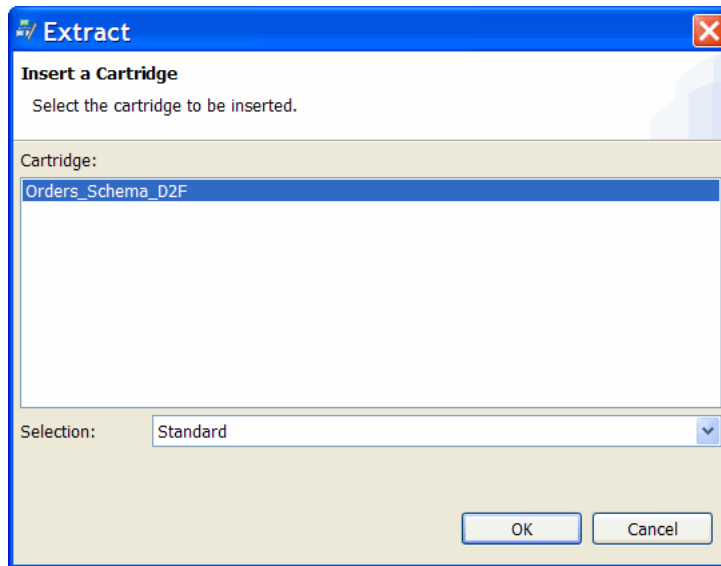 Extract
Insert a Cartridge
Select the cartridge to be inserted.
Cartridge:
Orders_Schema_D2F
Selection: Standard
OK Cancel